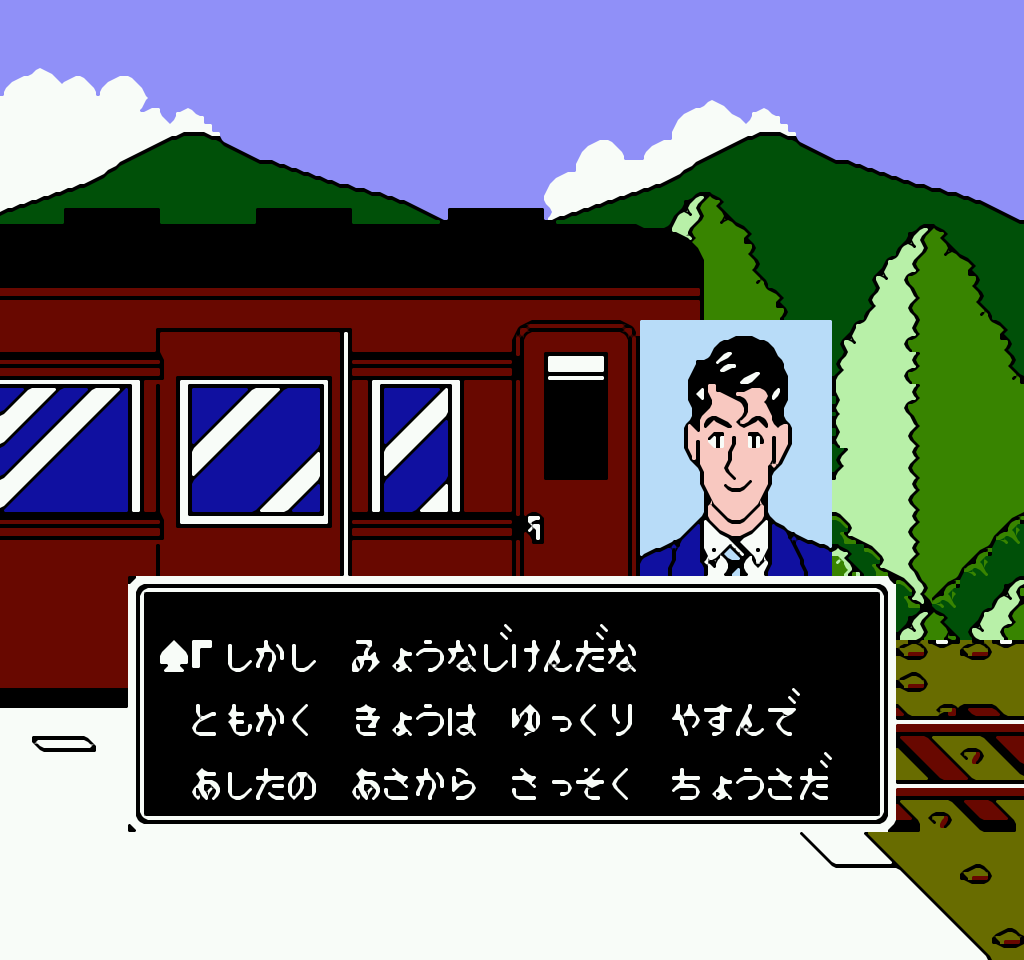 ♠「しかし　みょうなじけんだな
ともかく　きょうは　ゆっくり　やすんで
あしたの　あさから　さっそく　ちょうさだ